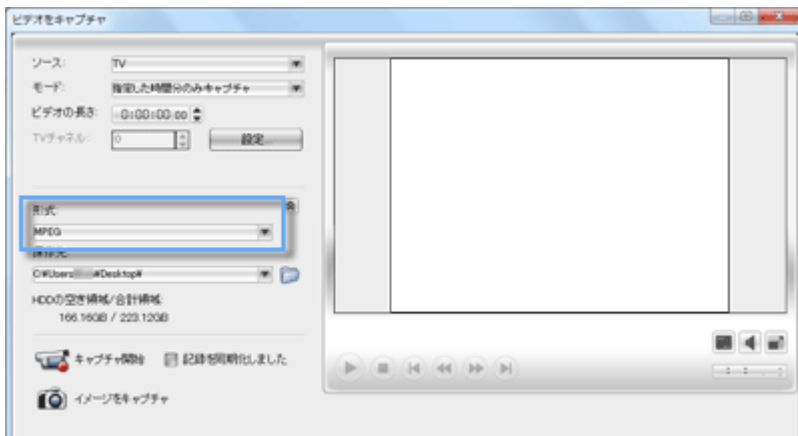 ビデオをキャプチャ
ソース: TV
モード: 指定した時間分のみキャプチャ
ビデオの長さ: 0:00:00:00
TVチャネル: 0 設定...
形式:
MPEG
保存先:
C:¥Users¥ ¥Desktop¥
HDDの空き領域/合計領域:
166.16GB / 223.12GB
キャプチャ開始 記録を同期化しました
イメージをキャプチャ